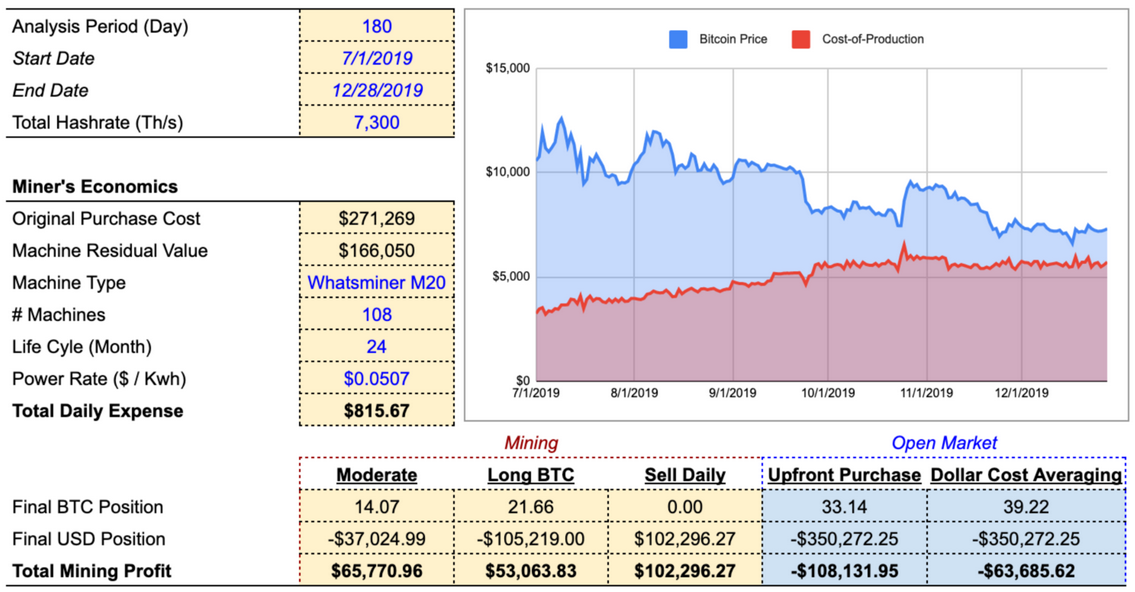 Analysis Period (Day) 180
Start Date 7/1/2019
End Date 12/28/2019
Total Hashrate (Th/s) 7,300
Miner's Economics
Original Purchase Cost $271,269
Machine Residual Value $166,050
Machine Type Whatsminer M20
# Machines 108
Life Cyle (Month) 24
Power Rate ($ / Kwh) $0.0507
Total Daily Expense $815.67
Bitcoin Price Cost-of-Production
$15,000
$10,000
$5,000
$0
7/1/2019 8/1/2019 9/1/2019 10/1/2019 11/1/2019 12/1/2019
Mining Open Market
Moderate Long BTC Sell Daily Upfront Purchase Dollar Cost Averaging
Final BTC Position 14.07 21.66 0.00 33.14 39.22
Final USD Position -$37,024.99 -$105,219.00 $102,296.27 -$350,272.25 -$350,272.25
Total Mining Profit $65,770.96 $53,063.83 $102,296.27 -$108,131.95 -$63,685.62